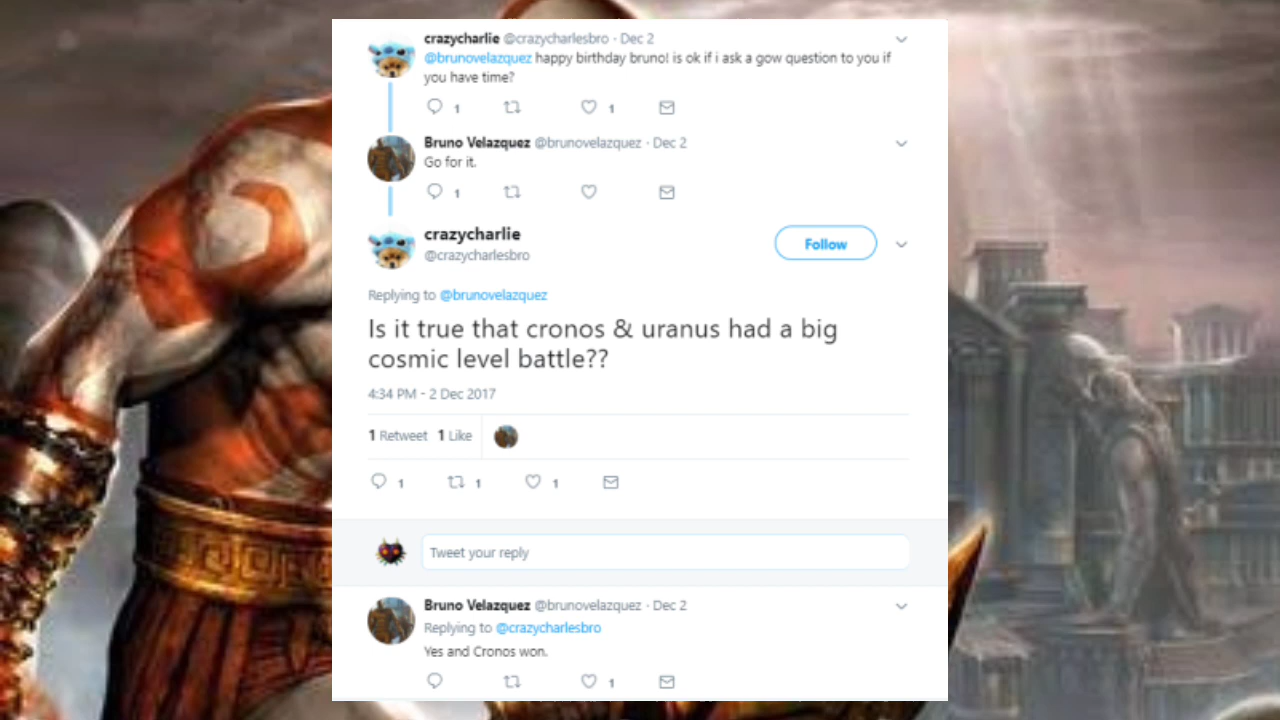 crazycharlie @crazycharlesbro · Dec 2
@brunovelazquez happy birthday bruno! is ok if i ask a gow question to you if
you have time?
1 1
Bruno Velazquez @brunovelazquez · Dec 2
Go for it.
1
crazycharlie
@crazycharlesbro
Follow
Replying to @brunovelazquez
Is it true that cronos & uranus had a big
cosmic level battle??
4:34 PM - 2 Dec 2017
1 Retweet 1 Like
1 1 1
Tweet your reply
Bruno Velazquez @brunovelazquez · Dec 2
Replying to @crazycharlesbro
Yes and Cronos won.
1